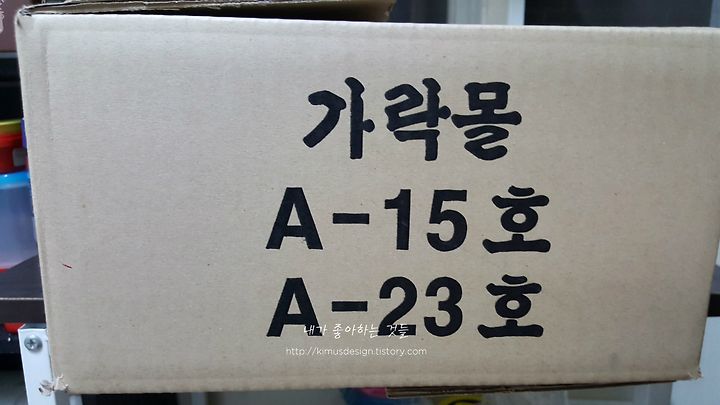 가락몰
A-15호
A-23호
내가 좋아하는 것들
http://kimusdesign.tistory.com